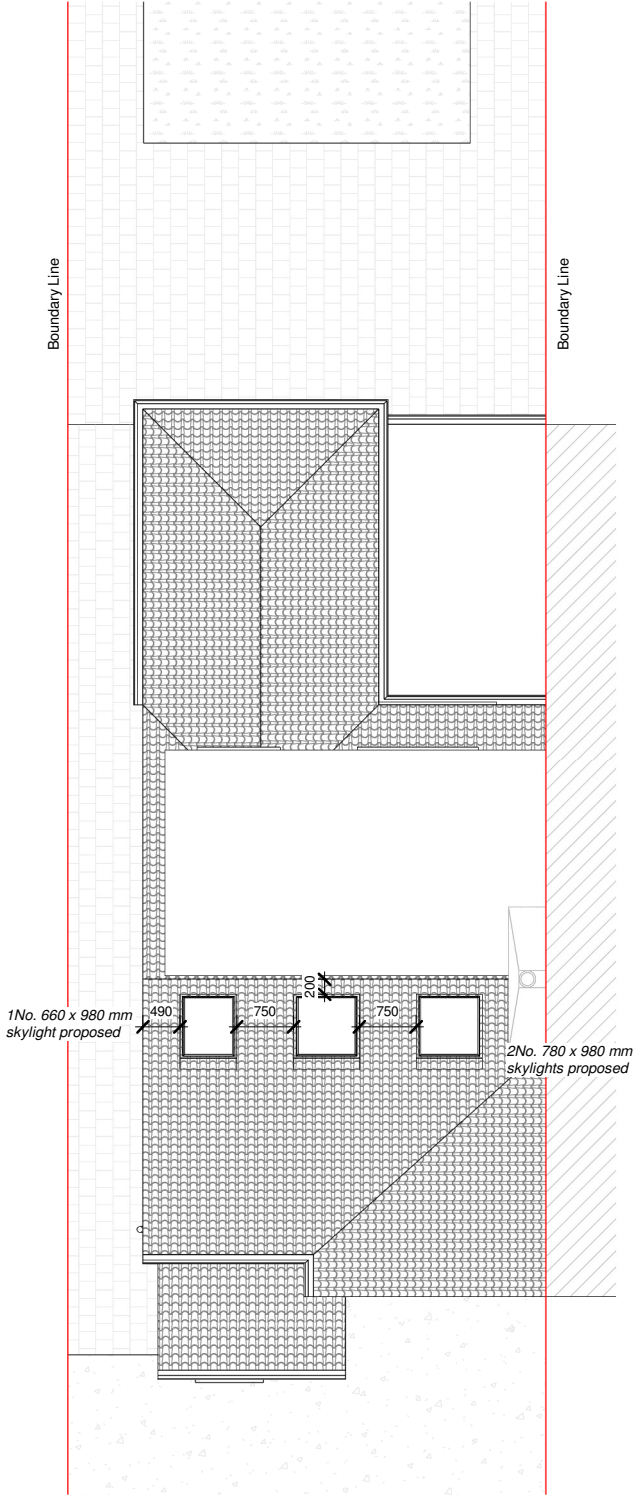 Boundary Line
Boundary Line
200
490
750
750
1No. 660 x 980 mm
skylight proposed
2No. 780 x 980 mm
skylights proposed